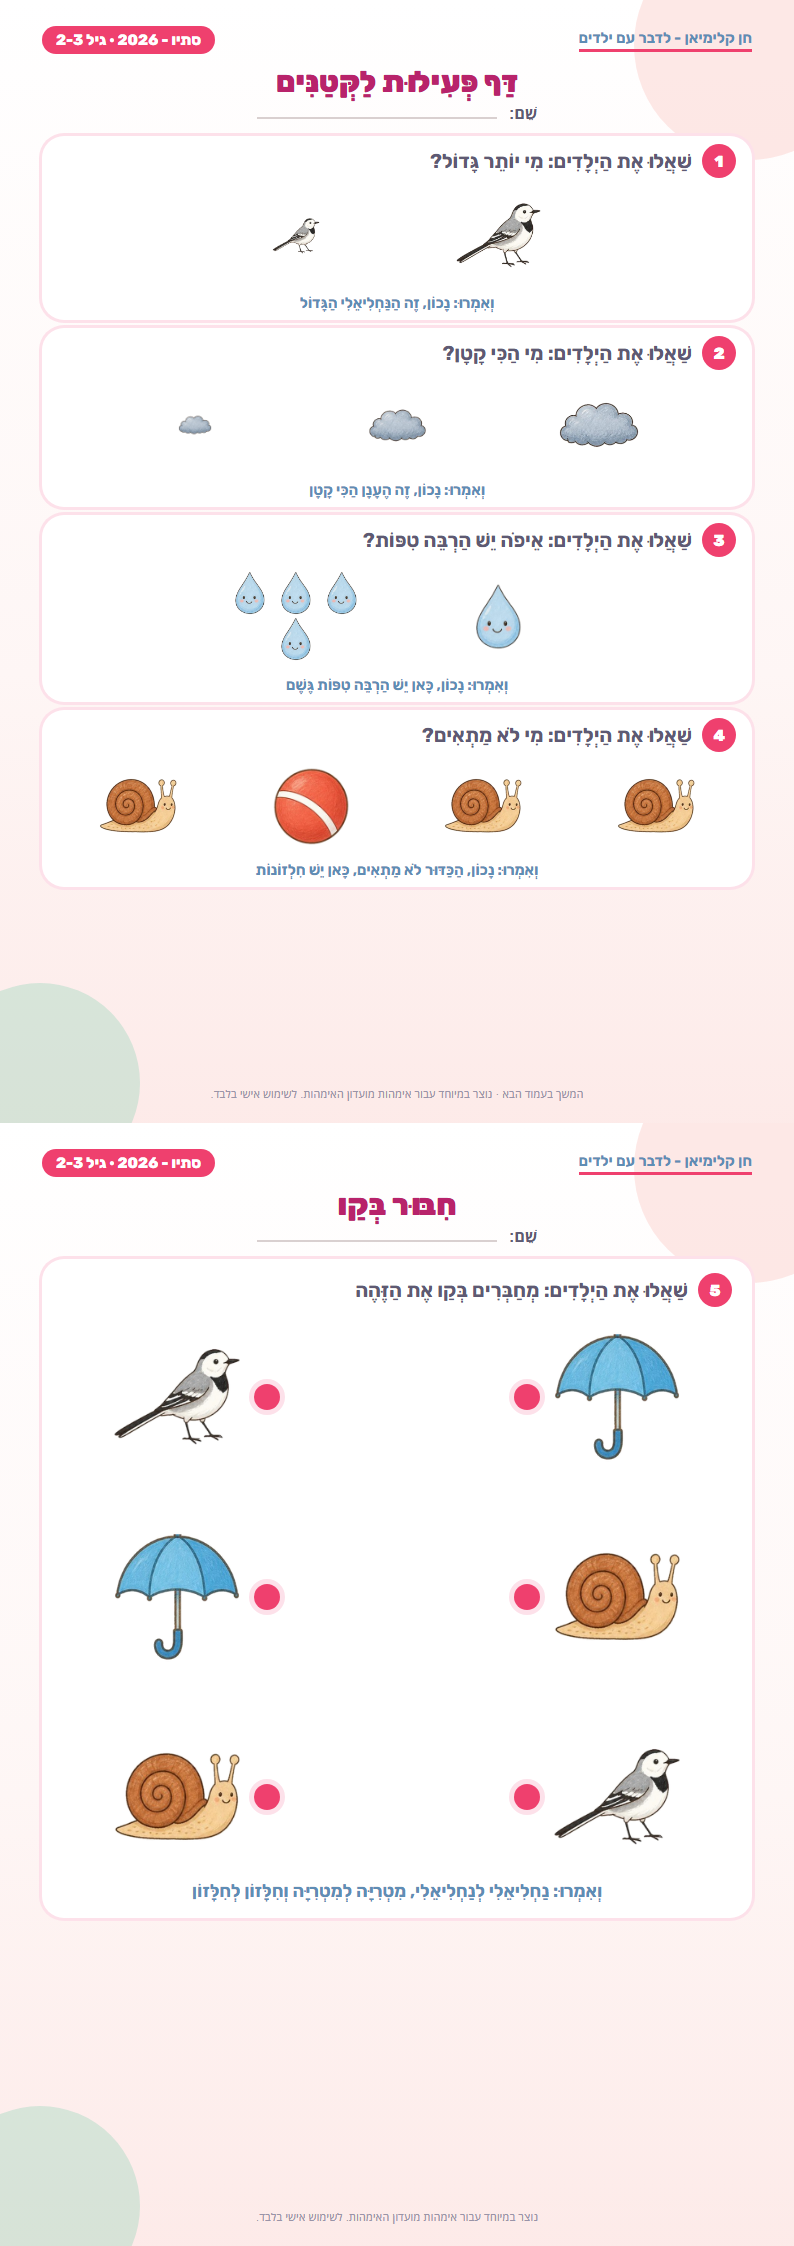 חן קלימיאן - לדבר עם ילדים
סתיו - 2026 • גיל 2-3
דַּף פְּעִילוּת לַקְּטַנִּים
שֵׁם:
1
שַׁאֲלוּ אֶת הַיְלָדִים: מִי יוֹתֵר גָּדוֹל?
וְאִמְרוּ: נָכוֹן, זֶה הַנַּחְלִיאֵלִי הַגָּדוֹל
2
שַׁאֲלוּ אֶת הַיְלָדִים: מִי הַכִּי קָטָן?
וְאִמְרוּ: נָכוֹן, זֶה הֶעָנָן הַכִּי קָטָן
3
שַׁאֲלוּ אֶת הַיְלָדִים: אֵיפֹה יֵשׁ הַרְבֵּה טִפּוֹת?
וְאִמְרוּ: נָכוֹן, כָּאן יֵשׁ הַרְבֵּה טִפּוֹת גֶּשֶׁם
4
שַׁאֲלוּ אֶת הַיְלָדִים: מִי לֹא מַתְאִים?
וְאִמְרוּ: נָכוֹן, הַכַּדּוּר לֹא מַתְאִים, כָּאן יֵשׁ חִלְזוֹנוֹת
המשך בעמוד הבא · נוצר במיוחד עבור אימהות מועדון האימהות. לשימוש אישי בלבד.
חן קלימיאן - לדבר עם ילדים
סתיו - 2026 • גיל 2-3
חִבּוּר בְּקַו
שֵׁם:
5
שַׁאֲלוּ אֶת הַיְלָדִים: מְחַבְּרִים בְּקַו אֶת הַזֶּהֶה
וְאִמְרוּ: נַחְלִיאֵלִי לְנַחְלִיאֵלִי, מִטְרִיָּה לְמִטְרִיָּה וְחִלָּזוֹן לְחִלָּזוֹן
נוצר במיוחד עבור אימהות מועדון האימהות. לשימוש אישי בלבד.